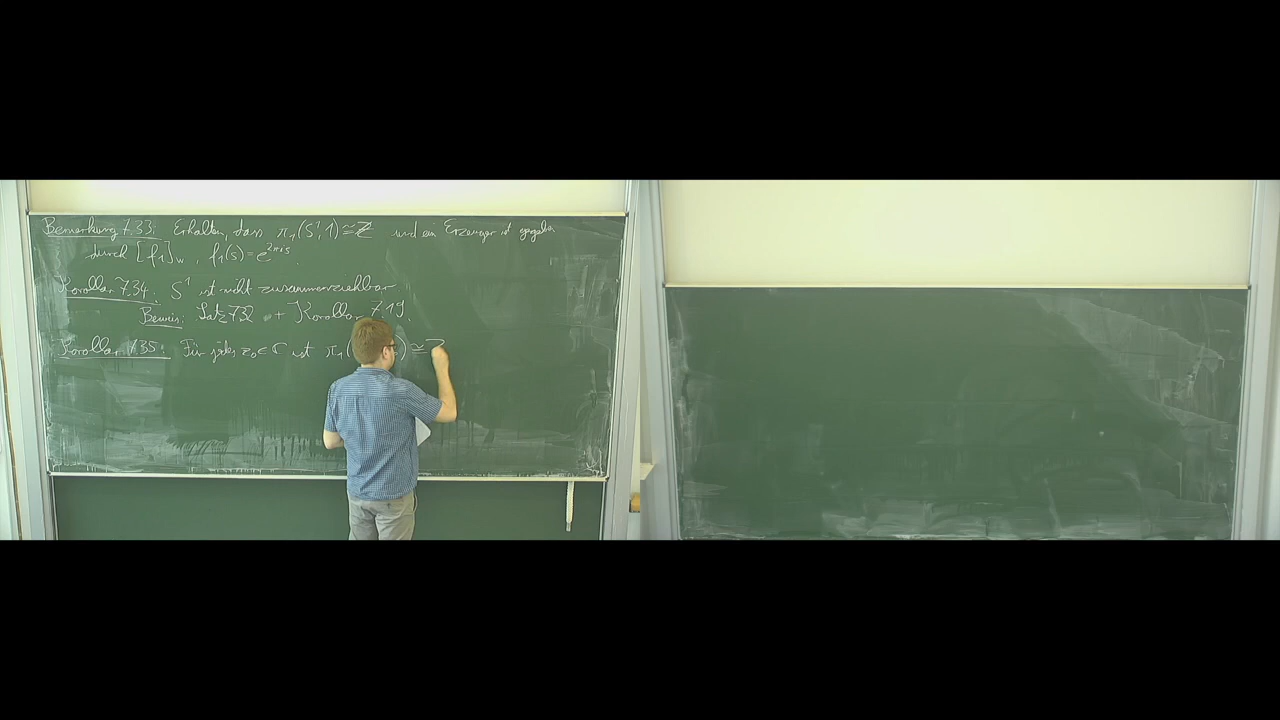 Bemerkung 7.33: Erhalten, dass π₁(S¹,1) ≅ ℤ und ein Erzeuger ist gegeben
durch [f₁]_w, f₁(s) = e^{2πis}.
Korollar 7.34. S¹ ist nicht zusammenziehbar
Beweis: Satz 7.32 + Korollar 7.19.
Korollar 7.35: Für jedes z₀ ∈ ℂ ist π₁( ) ≅ ℤ